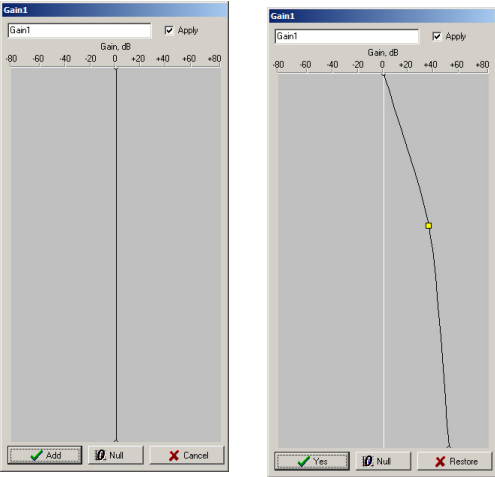 Gain1
Gain1 Apply
Gain, dB
-80 -60 -40 -20 0 +20 +40 +60 +80
Add Null Cancel
Gain1
Gain1 Apply
Gain, dB
-80 -60 -40 -20 0 +20 +40 +60 +80
Yes Null Restore